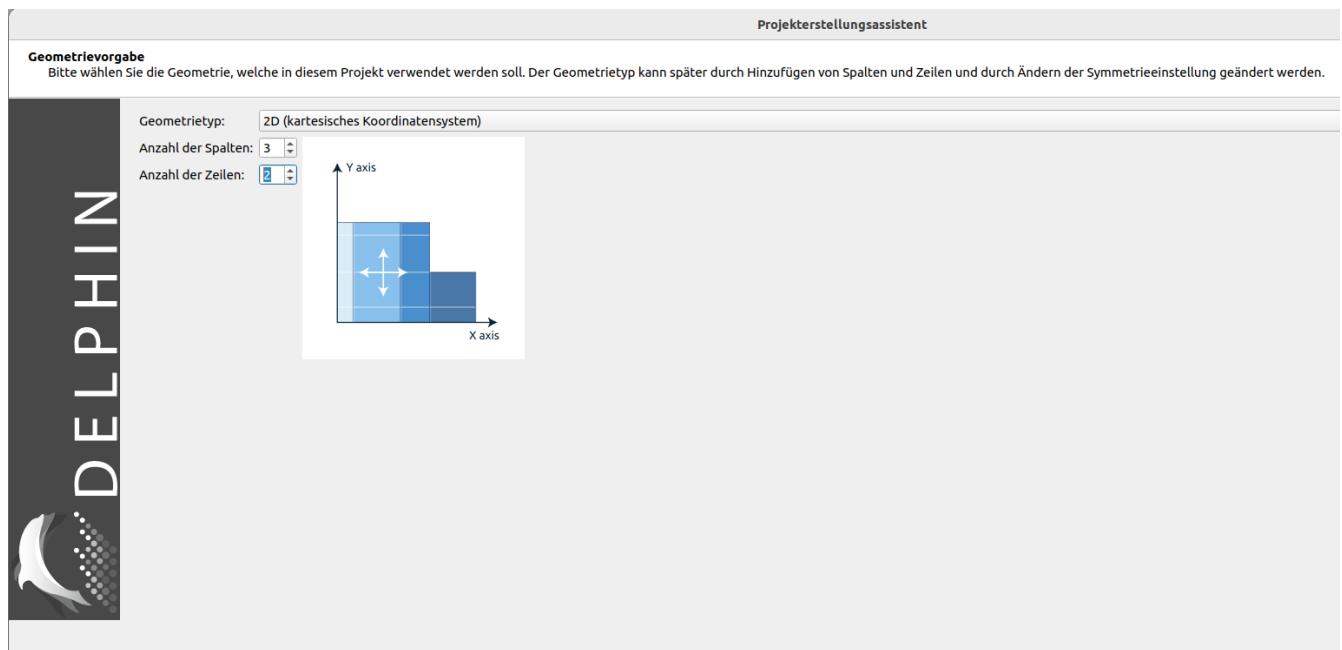 Projekterstellungsassistent
Geometrievorgabe
Bitte wählen Sie die Geometrie, welche in diesem Projekt verwendet werden soll. Der Geometrietyp kann später durch Hinzufügen von Spalten und Zeilen und durch Ändern der Symmetrieeinstellung geändert werden.
Geometrietyp: 2D (kartesisches Koordinatensystem)
Anzahl der Spalten: 3
Anzahl der Zeilen: 2
Y axis
X axis
DELPHIN